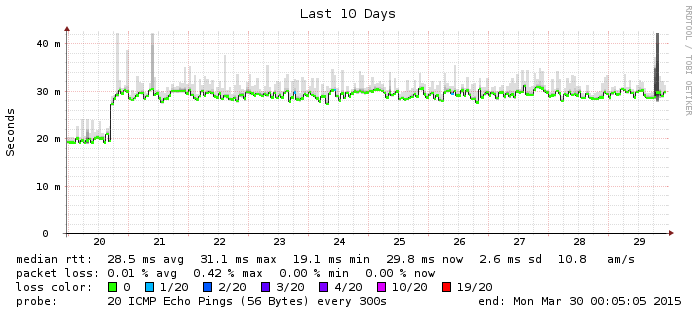 Last 10 Days
RRDTOOL / TOBI OETIKER
Seconds
40 m
30 m
20 m
10 m
0
20 21 22 23 24 25 26 27 28 29
median rtt: 28.5 ms avg 31.1 ms max 19.1 ms min 29.8 ms now 2.6 ms sd 10.8 am/s
packet loss: 0.01 % avg 0.42 % max 0.00 % min 0.00 % now
loss color: 0 1/20 2/20 3/20 4/20 10/20 19/20
probe: 20 ICMP Echo Pings (56 Bytes) every 300s end: Mon Mar 30 00:05:05 2015